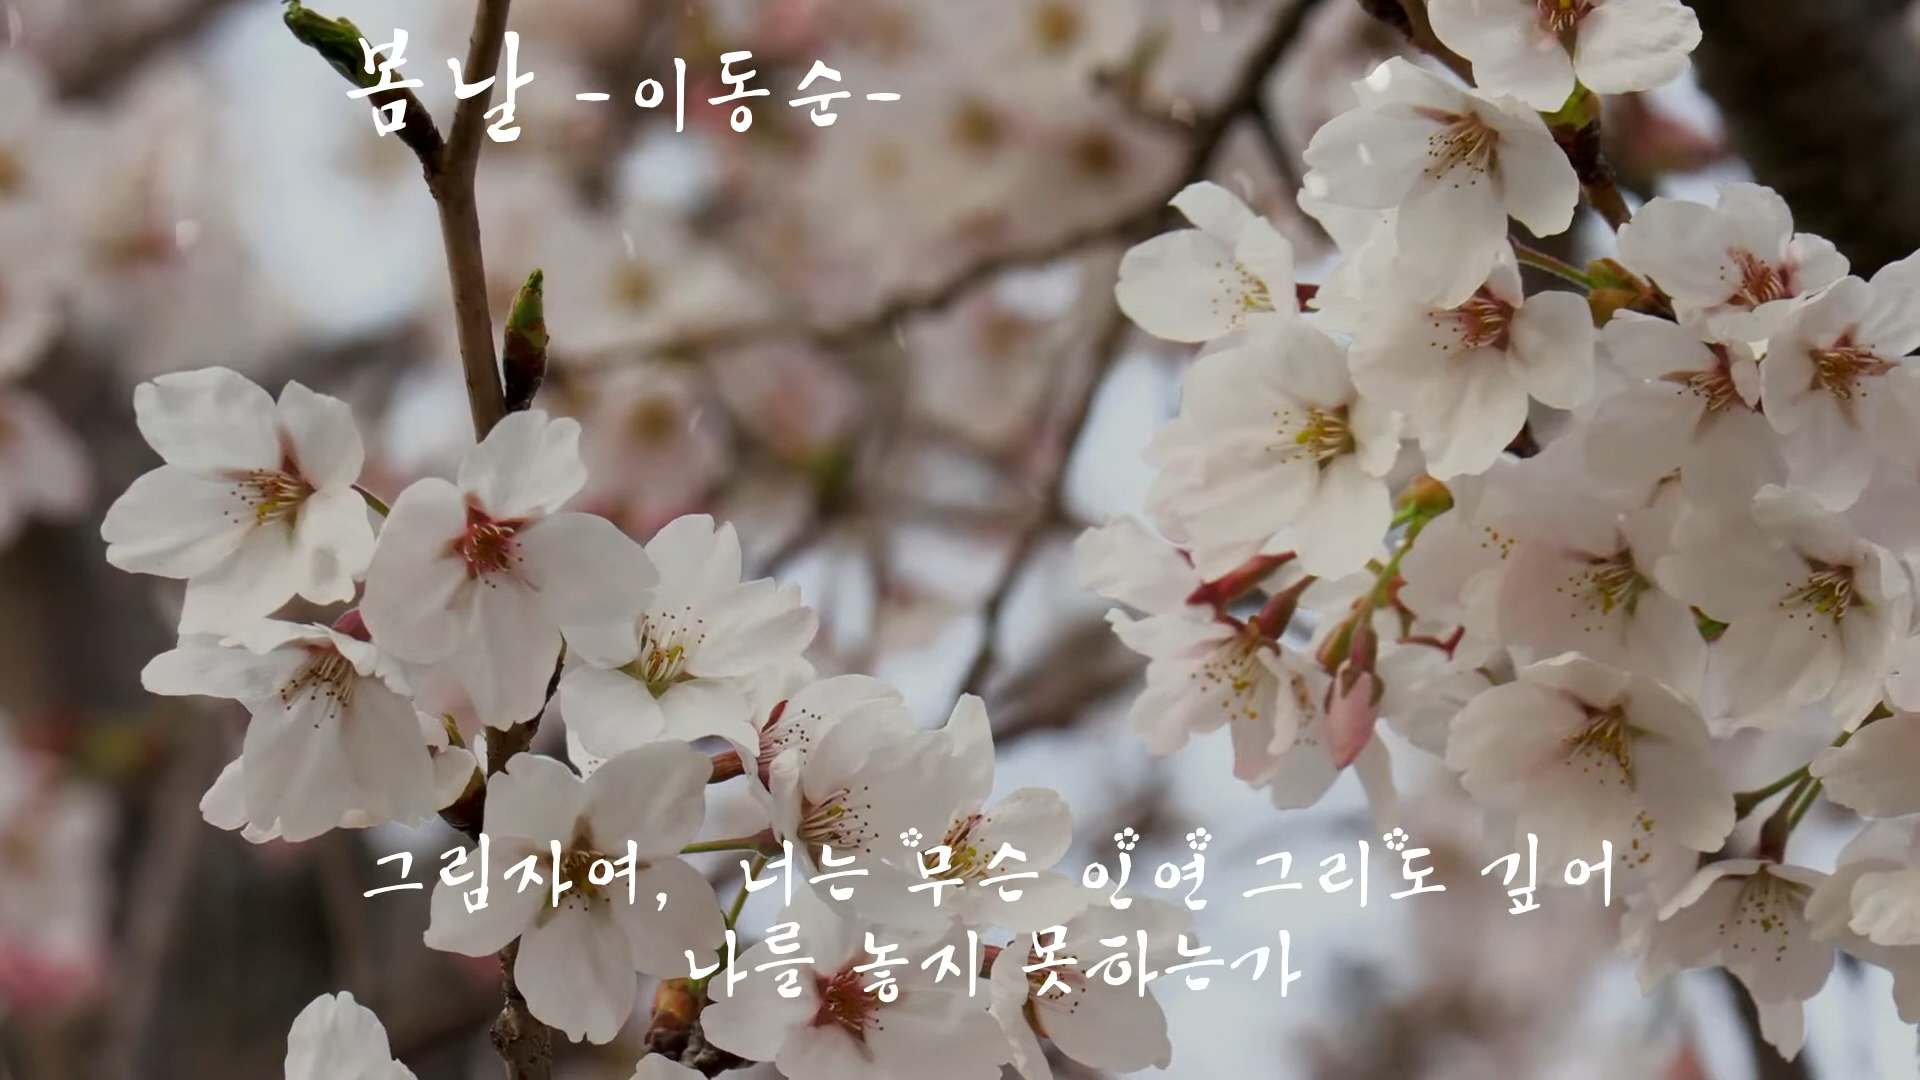 봄날 -이동순-
그림자여, 너는 무슨 인연 그리도 깊어
나를 놓지 못하는가